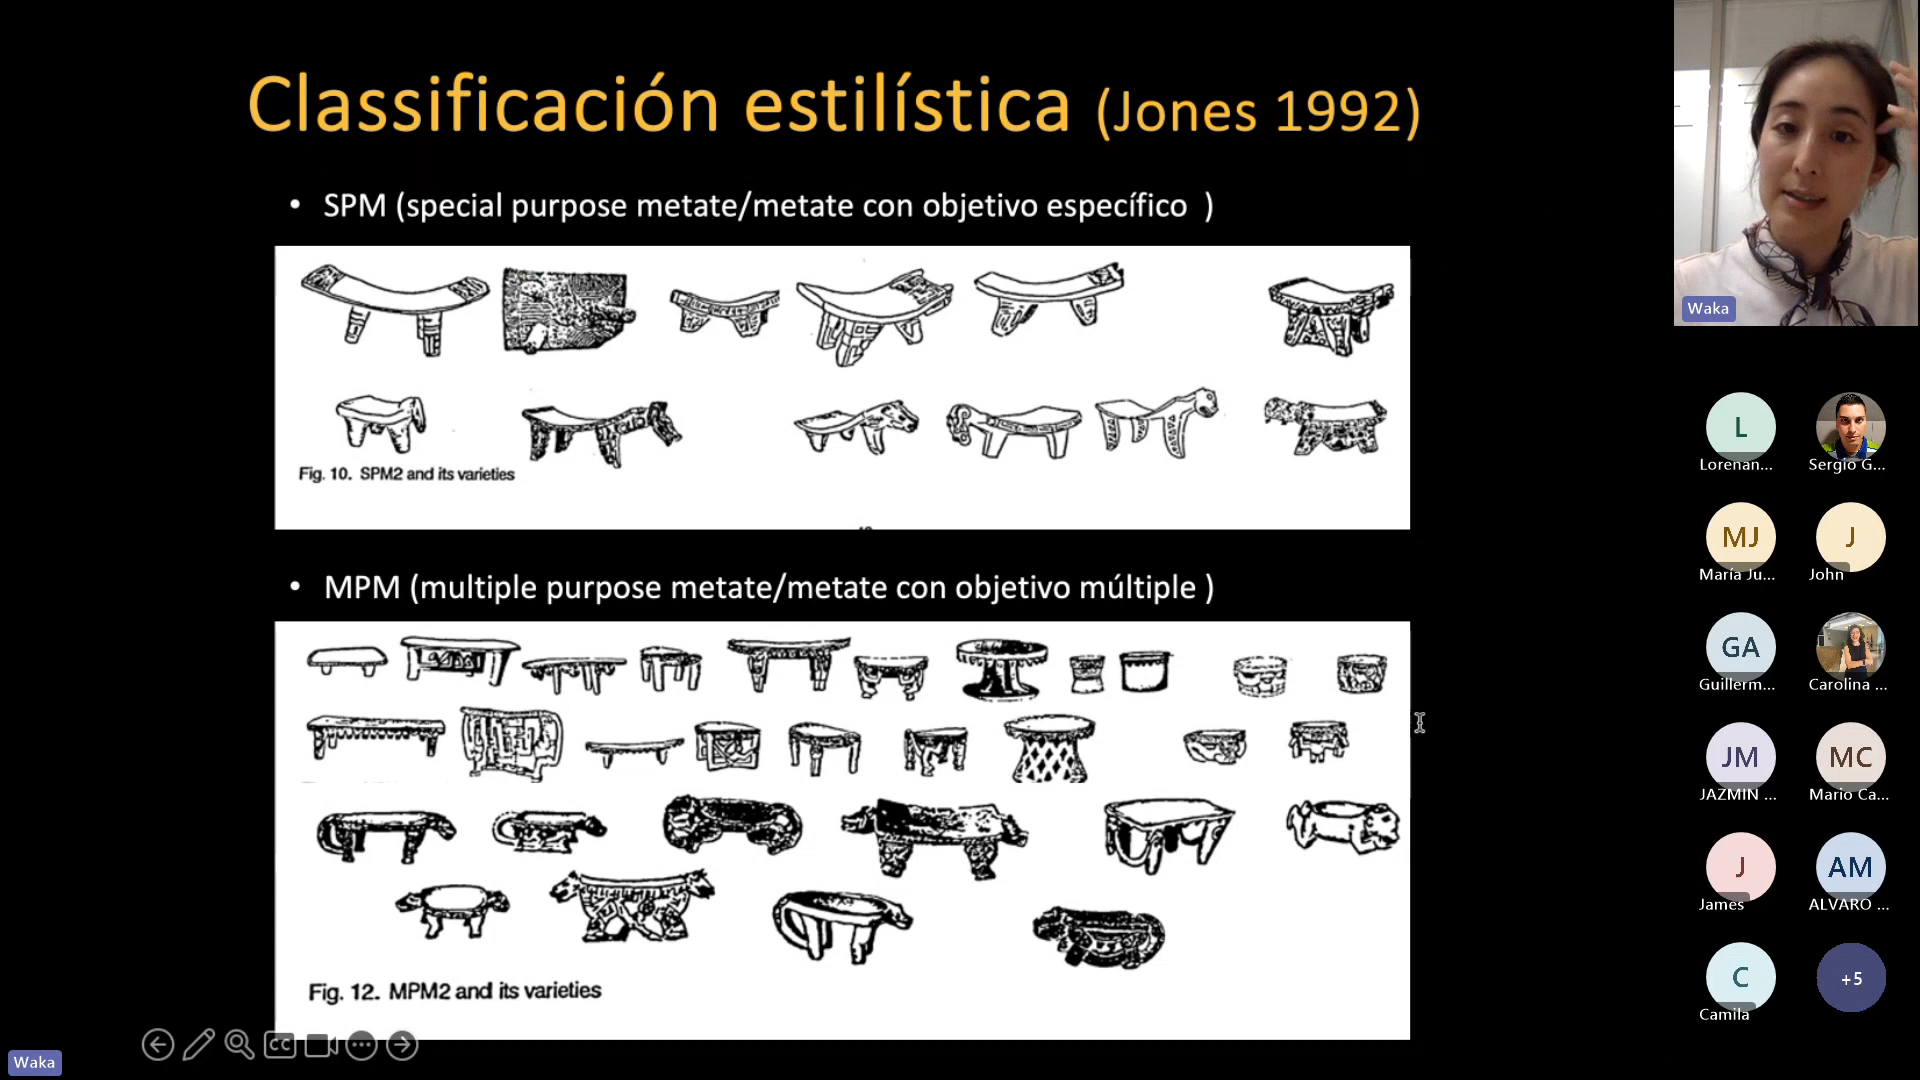 Classificación estilística (Jones 1992)
• SPM (special purpose metate/metate con objetivo específico )
Fig. 10. SPM2 and its varieties
• MPM (multiple purpose metate/metate con objetivo múltiple )
Fig. 12. MPM2 and its varieties
CC
Waka
Waka
L
Lorenan...
Sergio G...
MJ
María Ju...
J
John
GA
Guillerm...
Carolina ...
JM
JAZMIN ...
MC
Mario Ca...
J
James
AM
ALVARO ...
C
Camila
+5